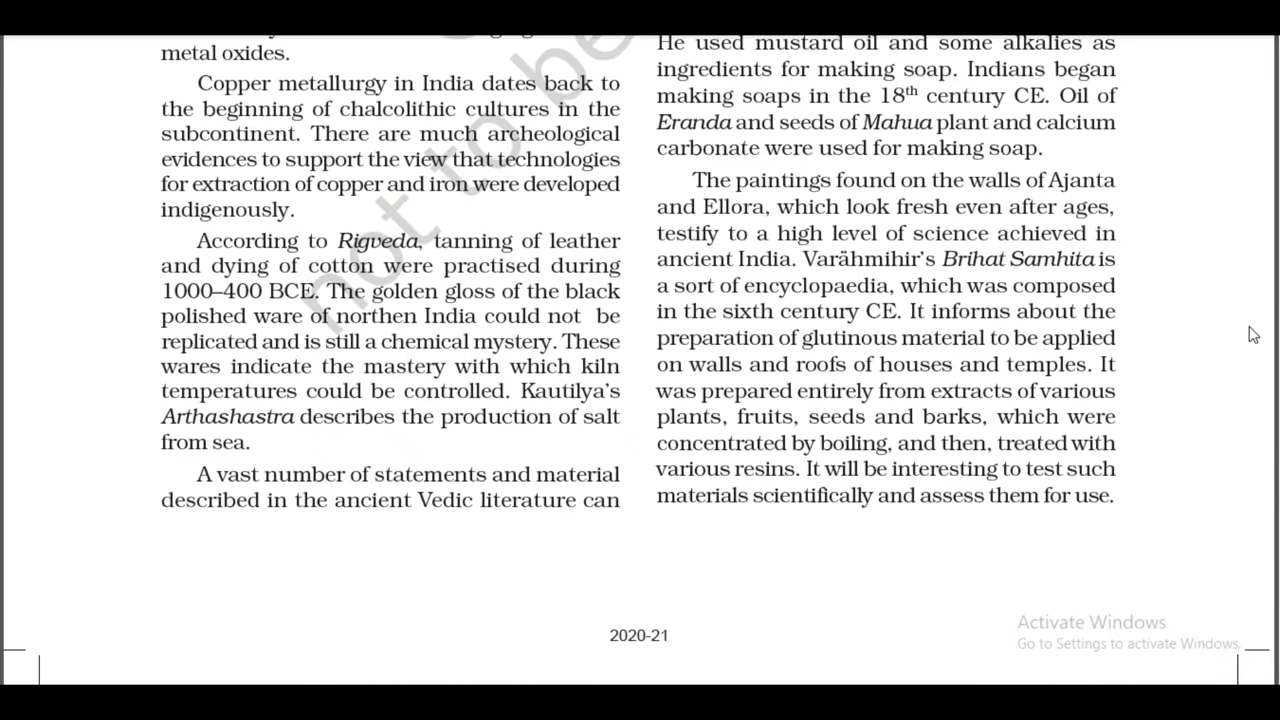 metal oxides.
Copper metallurgy in India dates back to
the beginning of chalcolithic cultures in the
subcontinent. There are much archeological
evidences to support the view that technologies
for extraction of copper and iron were developed
indigenously.
According to Rigveda, tanning of leather
and dying of cotton were practised during
1000–400 BCE. The golden gloss of the black
polished ware of northen India could not be
replicated and is still a chemical mystery. These
wares indicate the mastery with which kiln
temperatures could be controlled. Kautilya's
Arthashastra describes the production of salt
from sea.
A vast number of statements and material
described in the ancient Vedic literature can
He used mustard oil and some alkalies as
ingredients for making soap. Indians began
making soaps in the 18th century CE. Oil of
Eranda and seeds of Mahua plant and calcium
carbonate were used for making soap.
The paintings found on the walls of Ajanta
and Ellora, which look fresh even after ages,
testify to a high level of science achieved in
ancient India. Varähmihir's Brihat Samhita is
a sort of encyclopaedia, which was composed
in the sixth century CE. It informs about the
preparation of glutinous material to be applied
on walls and roofs of houses and temples. It
was prepared entirely from extracts of various
plants, fruits, seeds and barks, which were
concentrated by boiling, and then, treated with
various resins. It will be interesting to test such
materials scientifically and assess them for use.
not to be
2020-21
Activate Windows
Go to Settings to activate Windows.